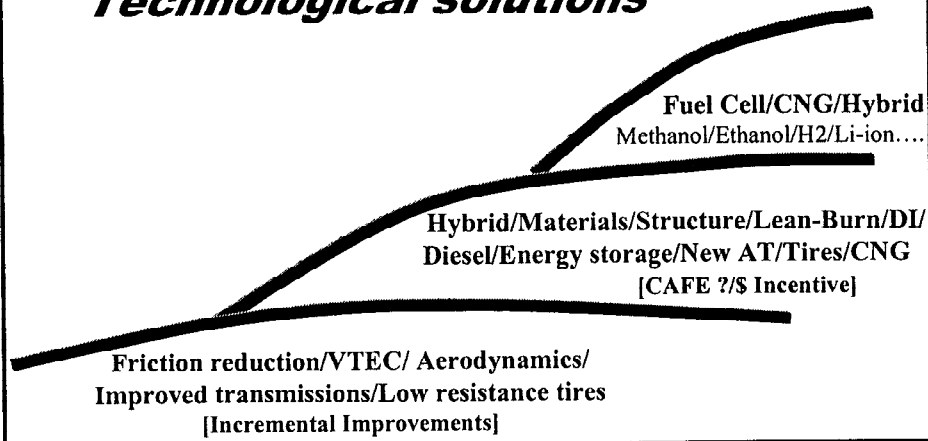 Technological solutions
Fuel Cell/CNG/Hybrid
Methanol/Ethanol/H2/Li-ion....
Hybrid/Materials/Structure/Lean-Burn/DI/
Diesel/Energy storage/New AT/Tires/CNG
[CAFE ?/$ Incentive]
Friction reduction/VTEC/ Aerodynamics/
Improved transmissions/Low resistance tires
[Incremental Improvements]